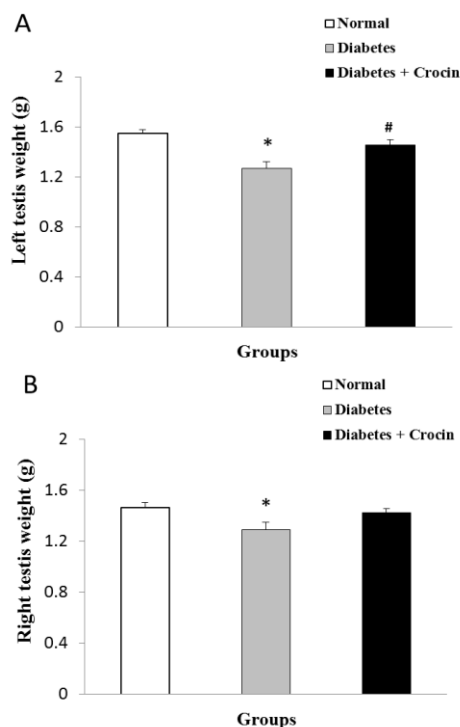 A
Normal
Diabetes
Diabetes + Crocin
Left testis weight (g)
2
1.6
1.2
0.8
0.4
0
*
#
Groups
B
Normal
Diabetes
Diabetes + Crocin
Right testis weight (g)
2
1.6
1.2
0.8
0.4
0
*
Groups